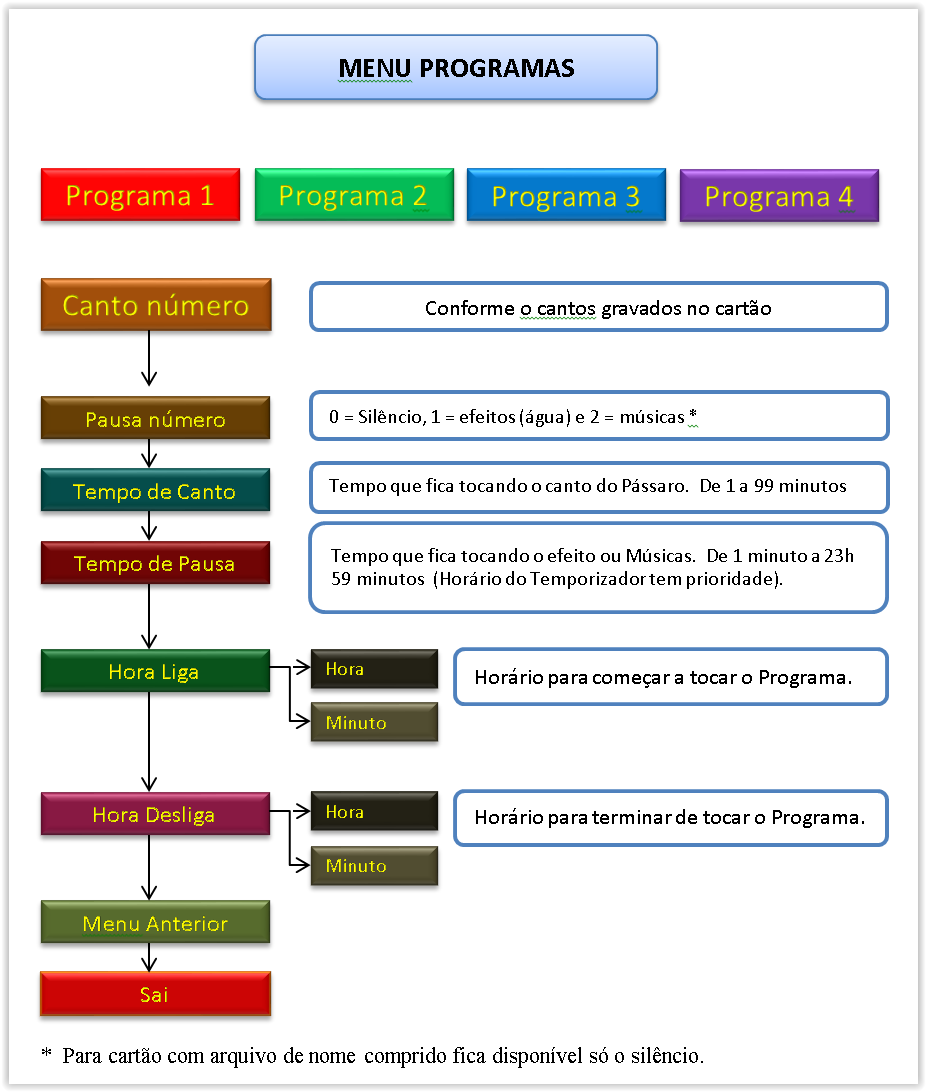 MENU PROGRAMAS
Programa 1
Programa 2
Programa 3
Programa 4
Canto número
Conforme o cantos gravados no cartão
Pausa número
0 = Silêncio, 1 = efeitos (água) e 2 = músicas *
Tempo de Canto
Tempo que fica tocando o canto do Pássaro. De 1 a 99 minutos
Tempo de Pausa
Tempo que fica tocando o efeito ou Músicas. De 1 minuto a 23h
59 minutos (Horário do Temporizador tem prioridade).
Hora Liga
Hora
Minuto
Horário para começar a tocar o Programa.
Hora Desliga
Hora
Minuto
Horário para terminar de tocar o Programa.
Menu Anterior
Sai
* Para cartão com arquivo de nome comprido fica disponível só o silêncio.